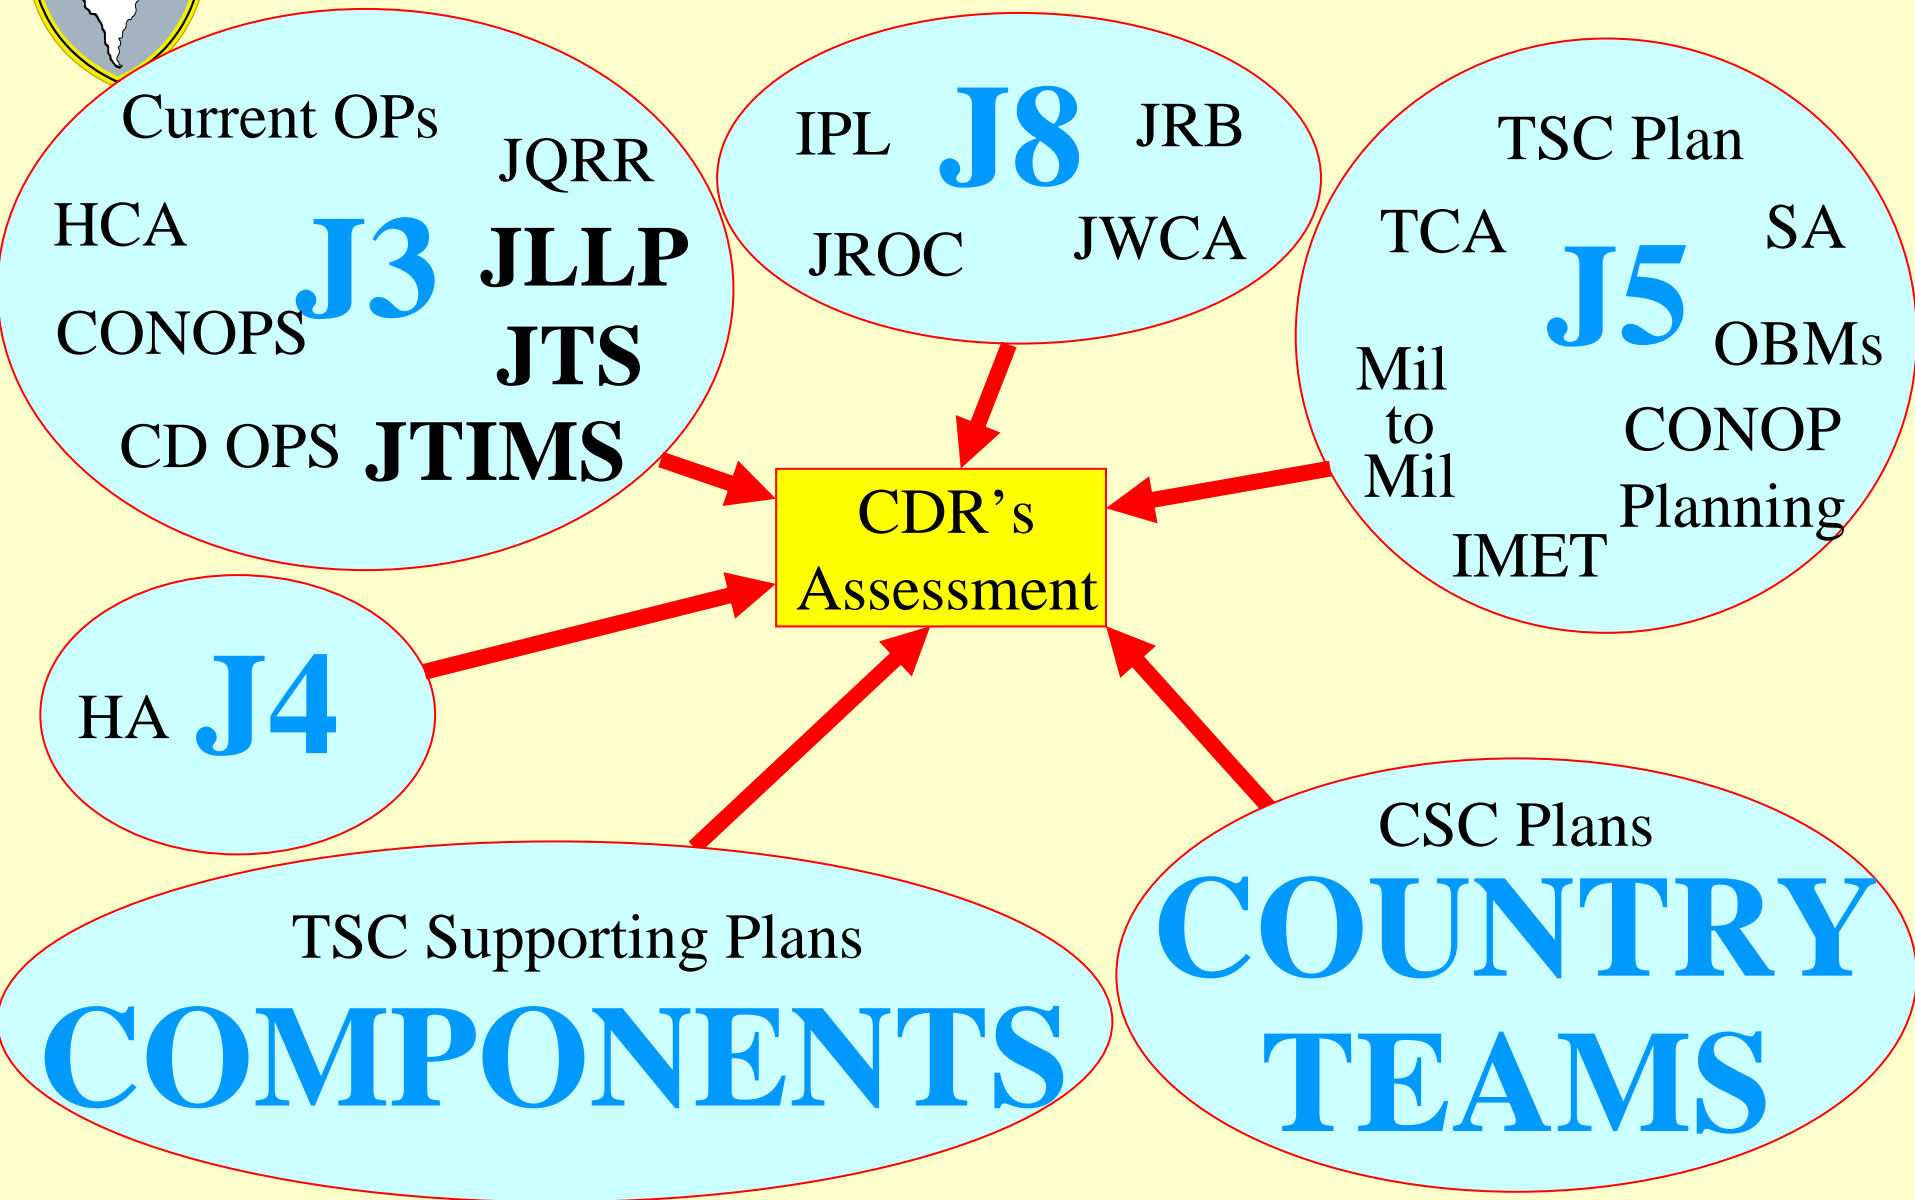 Current OPs
JQRR
HCA
J3
JLLP
CONOPS
JTS
CD OPS
JTIMS
IPL
J8
JRB
JROC
JWCA
TSC Plan
TCA
SA
J5
OBMs
Mil
to
Mil
CONOP
Planning
IMET
CDR’s
Assessment
HA
J4
TSC Supporting Plans
COMPONENTS
CSC Plans
COUNTRY
TEAMS